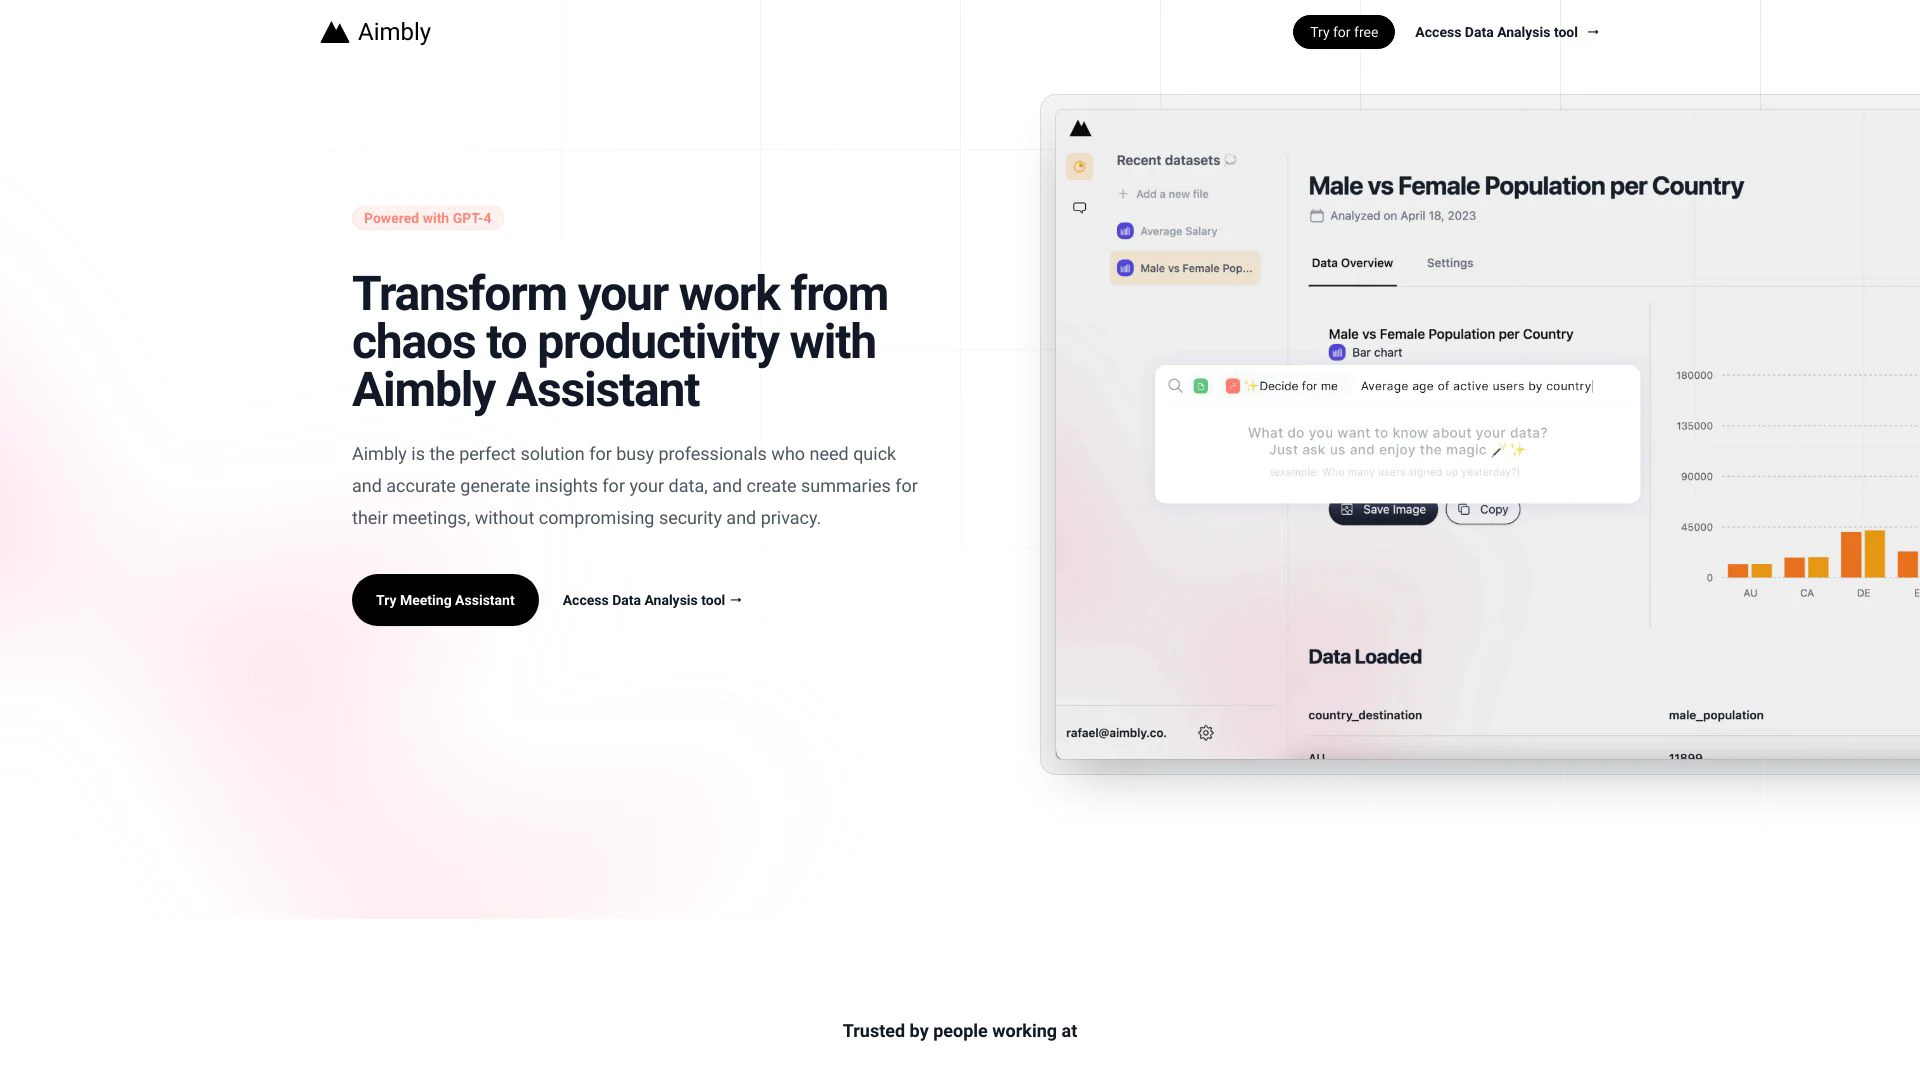 Aimbly
Try for free
Access Data Analysis tool →
Powered with GPT-4
Transform your work from
chaos to productivity with
Aimbly Assistant
Aimbly is the perfect solution for busy professionals who need quick
and accurate generate insights for your data, and create summaries for
their meetings, without compromising security and privacy.
Try Meeting Assistant
Access Data Analysis tool →
Recent datasets
Add a new file
Average Salary
Male vs Female Pop...
rafael@aimbly.co.
Male vs Female Population per Country
Analyzed on April 18, 2023
Data Overview
Settings
Male vs Female Population per Country
Bar chart
Decide for me
Average age of active users by country
What do you want to know about your data?
Just ask us and enjoy the magic
(example: Who many users signed up yesterday?)
Save Image
Copy
180000
135000
90000
45000
0
AU
CA
DE
E
Data Loaded
country_destination
male_population
AU
11899
Trusted by people working at